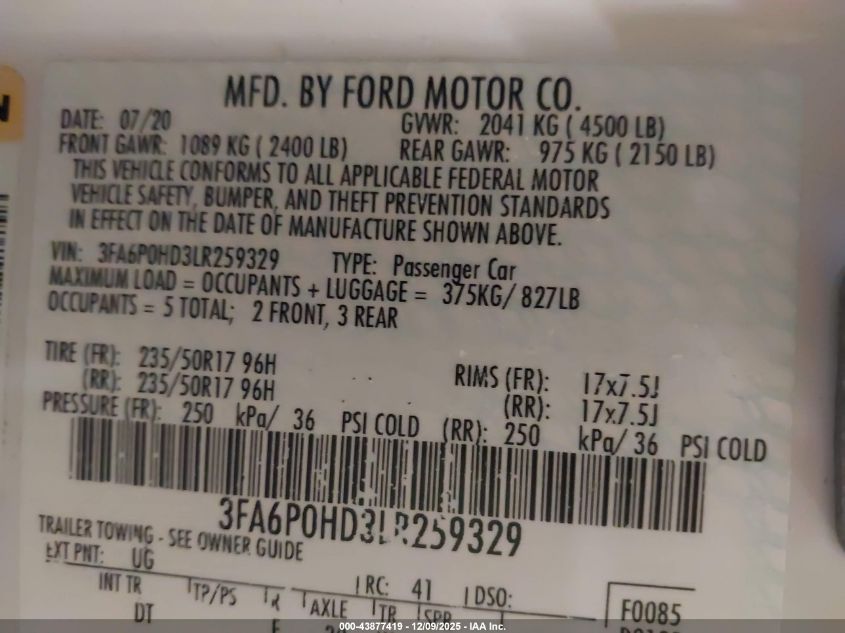 MFD. BY FORD MOTOR CO.
DATE: 07/20 GVWR: 2041 KG ( 4500 LB)
FRONT GAWR: 1089 KG ( 2400 LB) REAR GAWR: 975 KG ( 2150 LB)
THIS VEHICLE CONFORMS TO ALL APPLICABLE FEDERAL MOTOR
VEHICLE SAFETY, BUMPER, AND THEFT PREVENTION STANDARDS
IN EFFECT ON THE DATE OF MANUFACTURE SHOWN ABOVE.
VIN: 3FA6P0HD3LR259329 TYPE: Passenger Car
MAXIMUM LOAD = OCCUPANTS + LUGGAGE = 375KG/ 827LB
OCCUPANTS = 5 TOTAL; 2 FRONT, 3 REAR
TIRE (FR): 235/50R17 96H RIMS (FR): 17x7.5J
(RR): 235/50R17 96H (RR): 17x7.5J
PRESSURE (FR): 250 kPa/ 36 PSI COLD (RR): 250 kPa/ 36 PSI COLD
3FA6P0HD3LR259329
TRAILER TOWING - SEE OWNER GUIDE
EXT PNT: UG RC: 41 DSO:
INT TR TP/PS R AXLE TR SPR F0085
DT
000-43877419 - 12/09/2025 - IAA Inc.